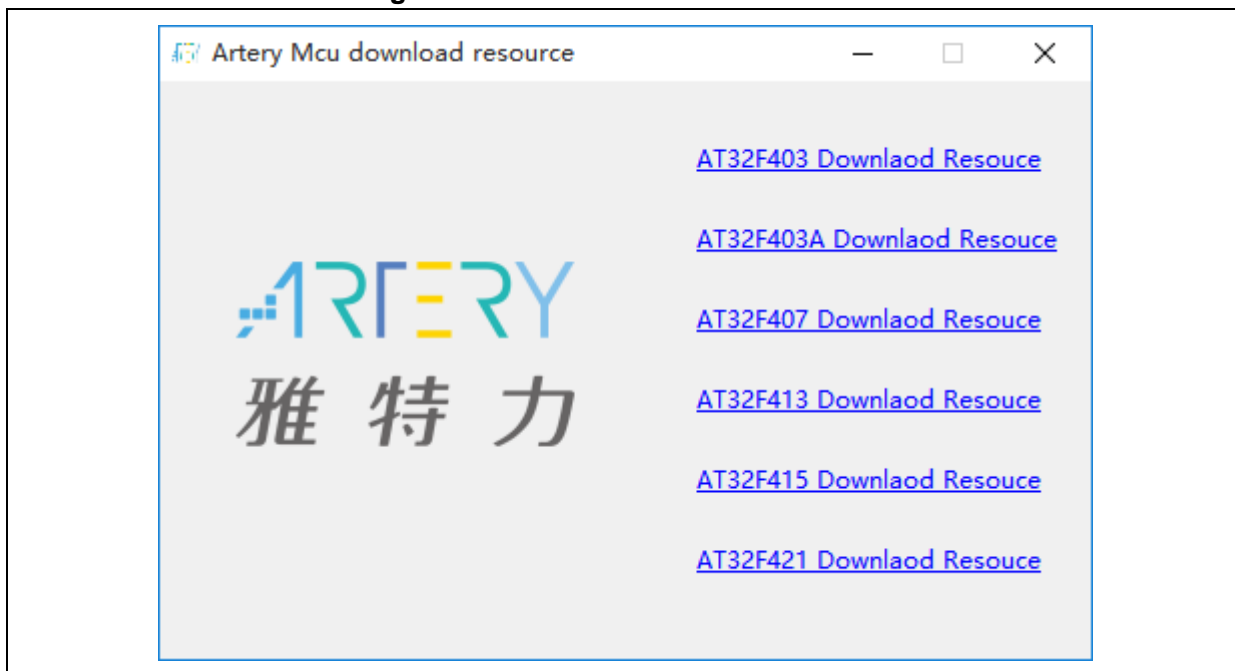 Artery Mcu download resource
AT32F403 Downlaod Resouce
AT32F403A Downlaod Resouce
AT32F407 Downlaod Resouce
ARTERY
雅特力
AT32F413 Downlaod Resouce
AT32F415 Downlaod Resouce
AT32F421 Downlaod Resouce